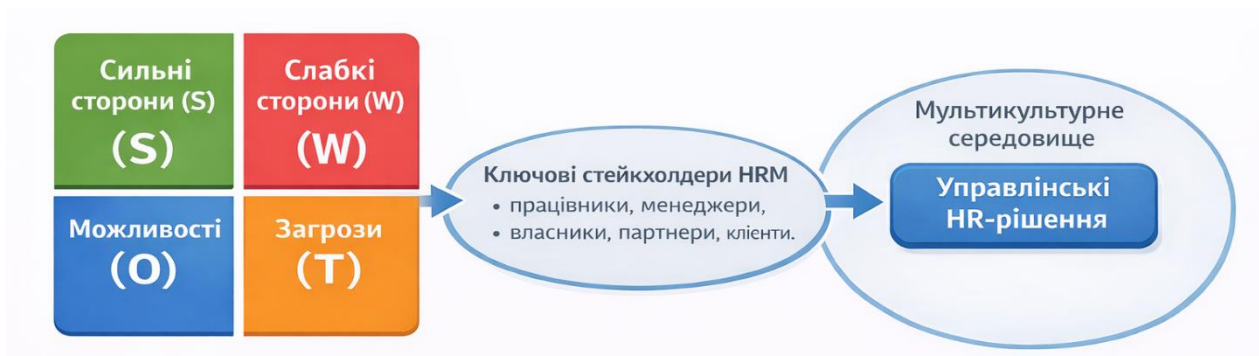 Сильні
сторони (S)
(S)
Слабкі
сторони (W)
(W)
Можливості
(O)
Загрози
(T)
Ключові стейкхолдери HRM
• працівники, менеджери,
• власники, партнери, клієнти.
Мультикультурне
середовище
Управлінські
HR-рішення